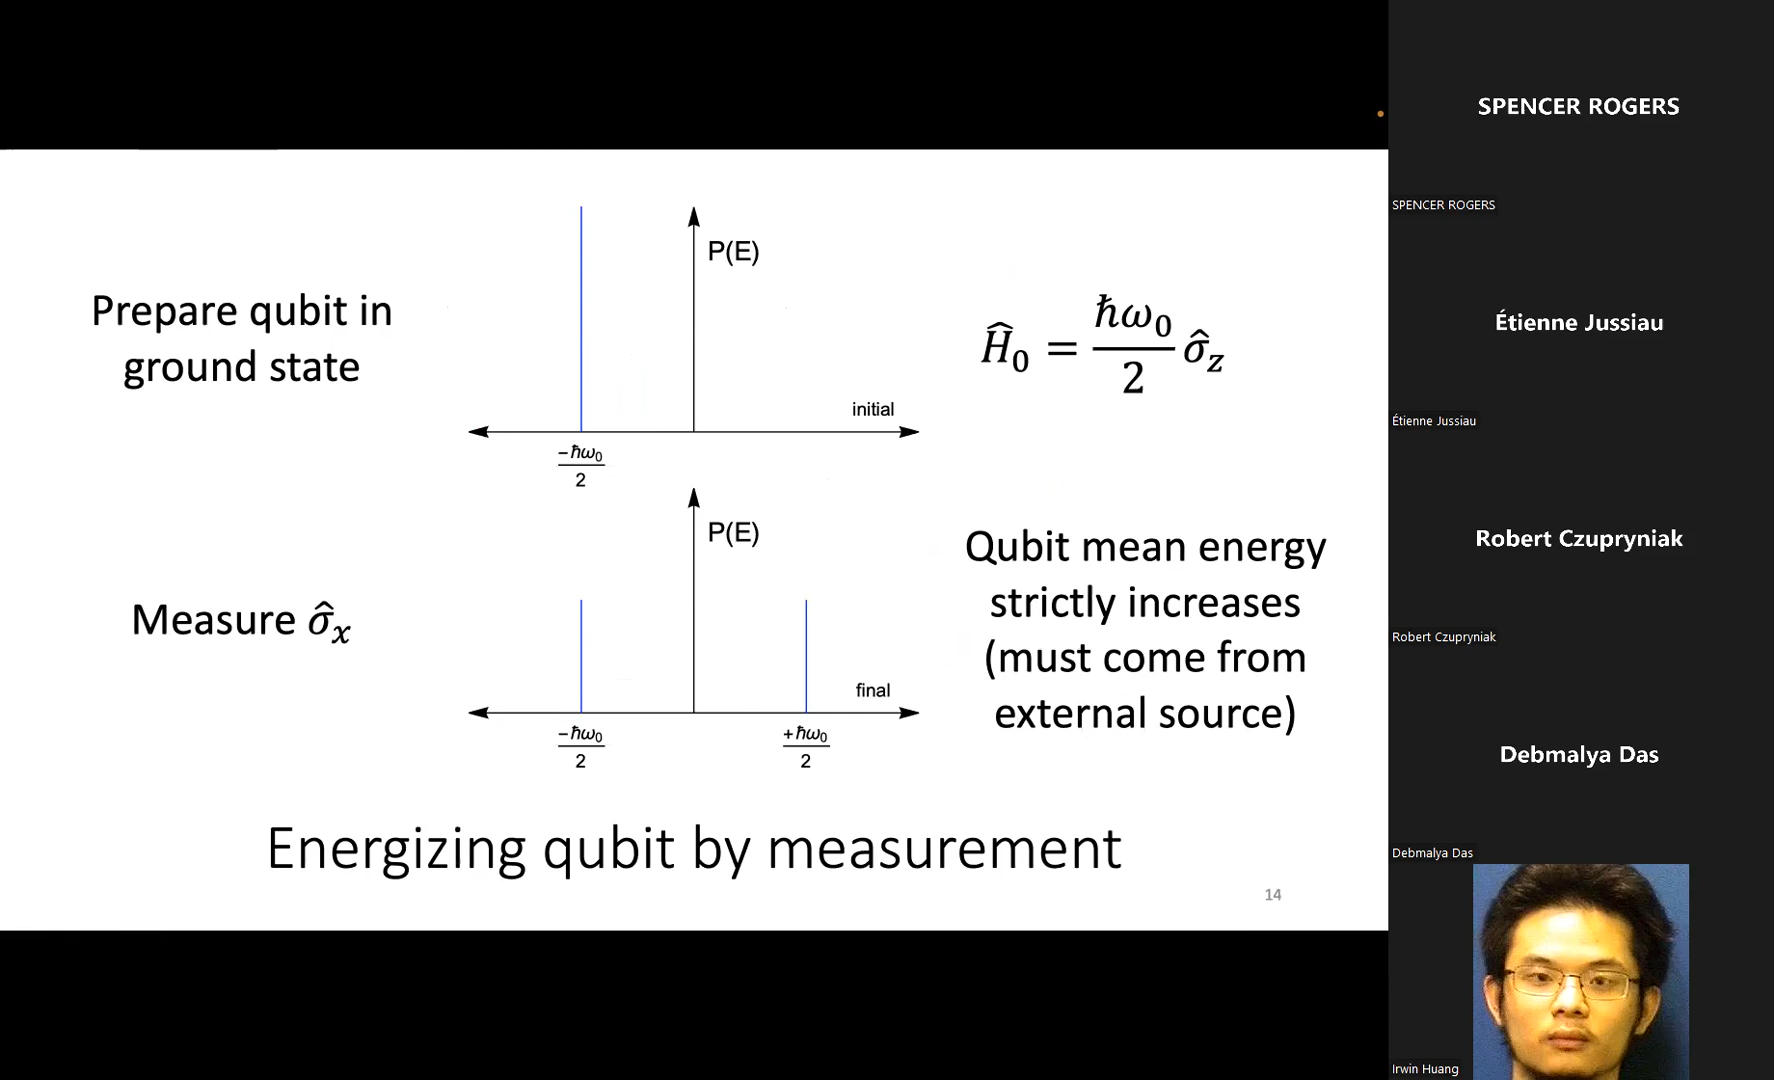 Prepare qubit in
ground state
P(E)
initial
−ħω₀
2
Ĥ₀ = ħω₀/2 σ̂_z
Measure σ̂ₓ
P(E)
final
−ħω₀
2
+ħω₀
2
Qubit mean energy
strictly increases
(must come from
external source)
Energizing qubit by measurement
14
SPENCER ROGERS
SPENCER ROGERS
Étienne Jussiau
Étienne Jussiau
Robert Czupryniak
Robert Czupryniak
Debmalya Das
Debmalya Das
Irwin Huang